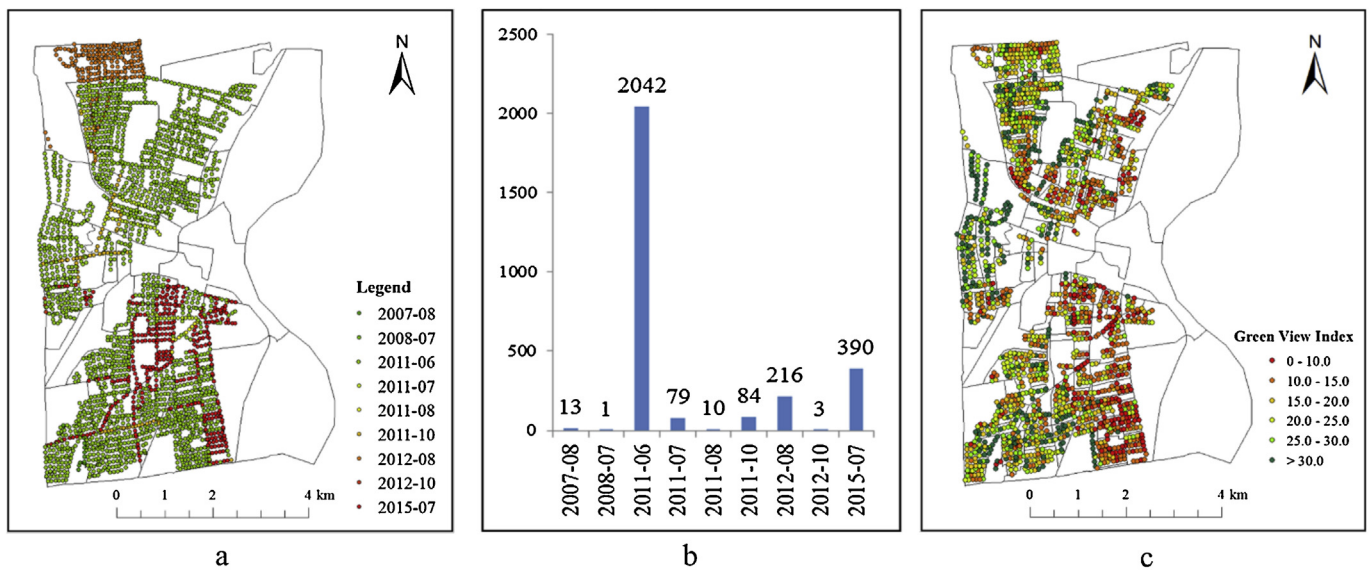 N
Legend
2007-08
2008-07
2011-06
2011-07
2011-08
2011-10
2012-08
2012-10
2015-07
0 1 2 4 km
a
2500
2000
1500
1000
500
0
13
1
2042
79
10
84
216
3
390
2007-08
2008-07
2011-06
2011-07
2011-08
2011-10
2012-08
2012-10
2015-07
b
N
Green View Index
0 - 10.0
10.0 - 15.0
15.0 - 20.0
20.0 - 25.0
25.0 - 30.0
> 30.0
0 1 2 4 km
c